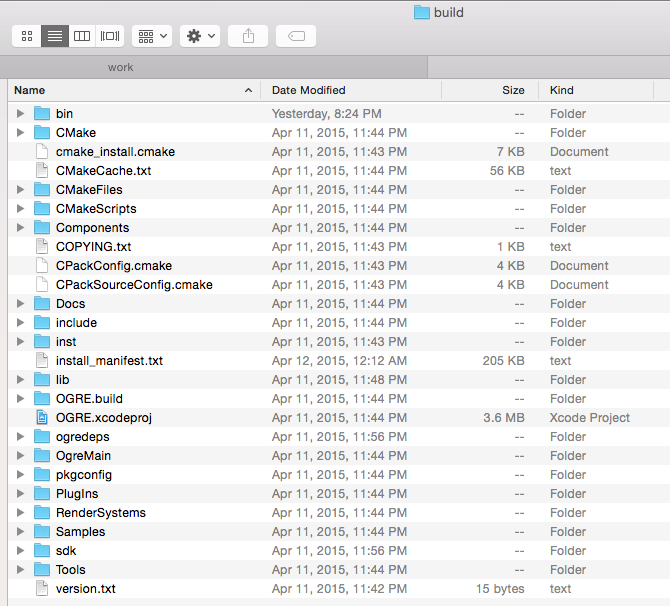 build
work
Name Date Modified Size Kind
bin Yesterday, 8:24 PM -- Folder
CMake Apr 11, 2015, 11:44 PM -- Folder
cmake_install.cmake Apr 11, 2015, 11:43 PM 7 KB Document
CMakeCache.txt Apr 11, 2015, 11:44 PM 56 KB text
CMakeFiles Apr 11, 2015, 11:44 PM -- Folder
CMakeScripts Apr 11, 2015, 11:44 PM -- Folder
Components Apr 11, 2015, 11:44 PM -- Folder
COPYING.txt Apr 11, 2015, 11:43 PM 1 KB text
CPackConfig.cmake Apr 11, 2015, 11:43 PM 4 KB Document
CPackSourceConfig.cmake Apr 11, 2015, 11:43 PM 4 KB Document
Docs Apr 11, 2015, 11:44 PM -- Folder
include Apr 11, 2015, 11:44 PM -- Folder
inst Apr 11, 2015, 11:43 PM -- Folder
install_manifest.txt Apr 12, 2015, 12:12 AM 205 KB text
lib Apr 11, 2015, 11:48 PM -- Folder
OGRE.build Apr 11, 2015, 11:44 PM -- Folder
OGRE.xcodeproj Apr 11, 2015, 11:44 PM 3.6 MB Xcode Project
ogredeps Apr 11, 2015, 11:56 PM -- Folder
OgreMain Apr 11, 2015, 11:44 PM -- Folder
pkgconfig Apr 11, 2015, 11:44 PM -- Folder
PlugIns Apr 11, 2015, 11:44 PM -- Folder
RenderSystems Apr 11, 2015, 11:44 PM -- Folder
Samples Apr 11, 2015, 11:44 PM -- Folder
sdk Apr 11, 2015, 11:56 PM -- Folder
Tools Apr 11, 2015, 11:44 PM -- Folder
version.txt Apr 11, 2015, 11:42 PM 15 bytes text